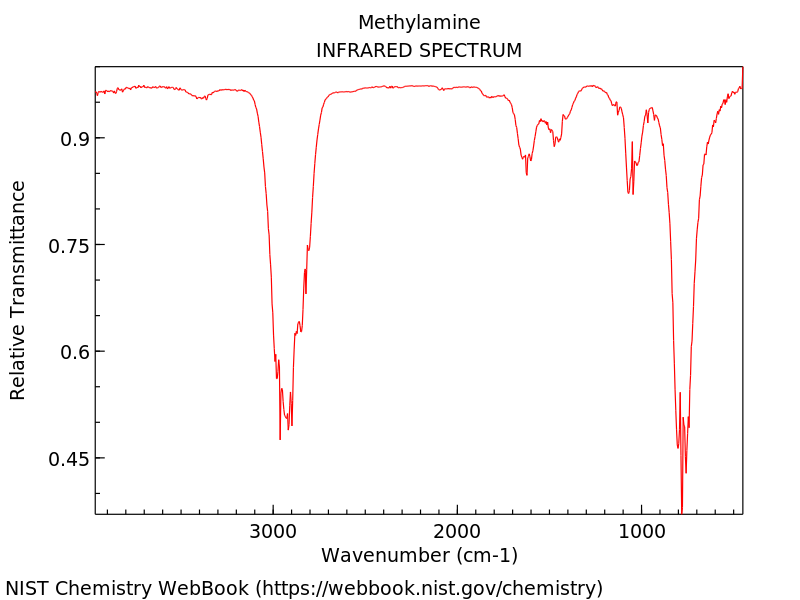 Methylamine
INFRARED SPECTRUM
0.9
0.75
0.6
0.45
Relative Transmittance
3000 2000 1000
Wavenumber (cm-1)
NIST Chemistry WebBook (https://webbook.nist.gov/chemistry)